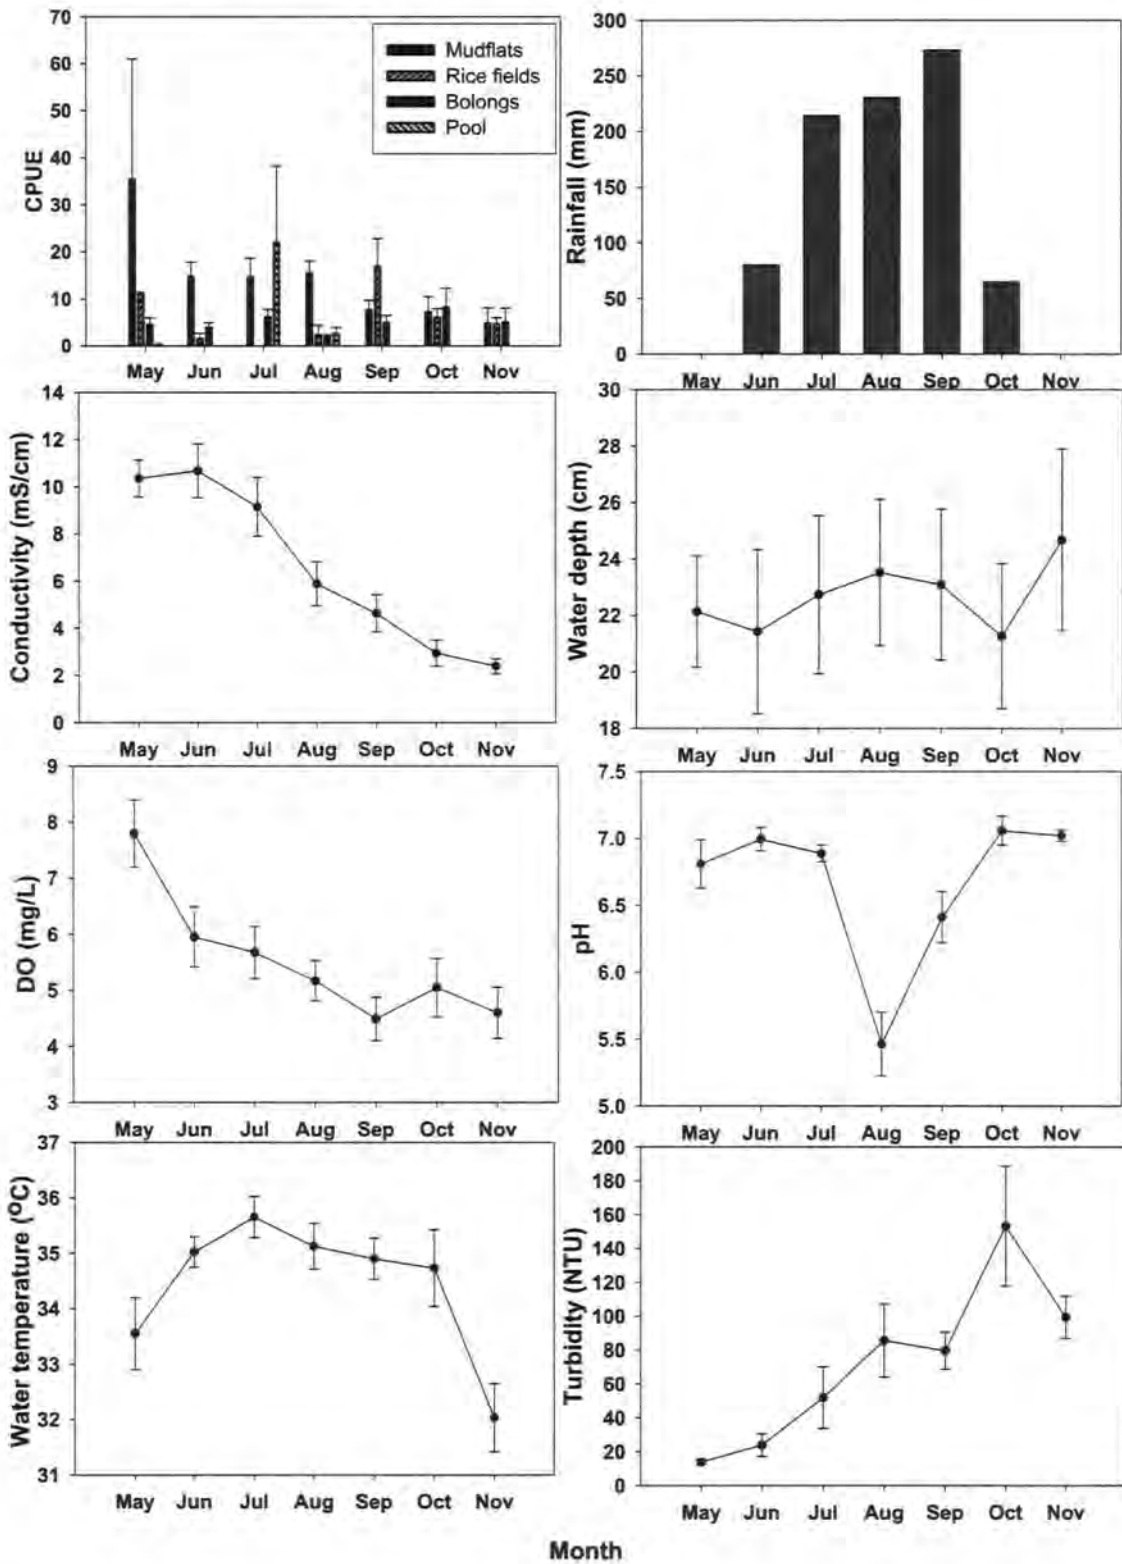 70
60
50
40
30
20
10
0
CPUE
Mudflats
Rice fields
Bolongs
Pool
May Jun Jul Aug Sep Oct Nov
300
250
200
150
100
50
0
Rainfall (mm)
May Jun Jul Aug Sep Oct Nov
14
12
10
8
6
4
2
0
Conductivity (mS/cm)
May Jun Jul Aug Sep Oct Nov
30
28
26
24
22
20
18
Water depth (cm)
May Jun Jul Aug Sep Oct Nov
9
8
7
6
5
4
3
DO (mg/L)
May Jun Jul Aug Sep Oct Nov
7.5
7.0
6.5
6.0
5.5
5.0
pH
May Jun Jul Aug Sep Oct Nov
37
36
35
34
33
32
31
Water temperature (ºC)
May Jun Jul Aug Sep Oct Nov
200
180
160
140
120
100
80
60
40
20
0
Turbidity (NTU)
May Jun Jul Aug Sep Oct Nov
Month